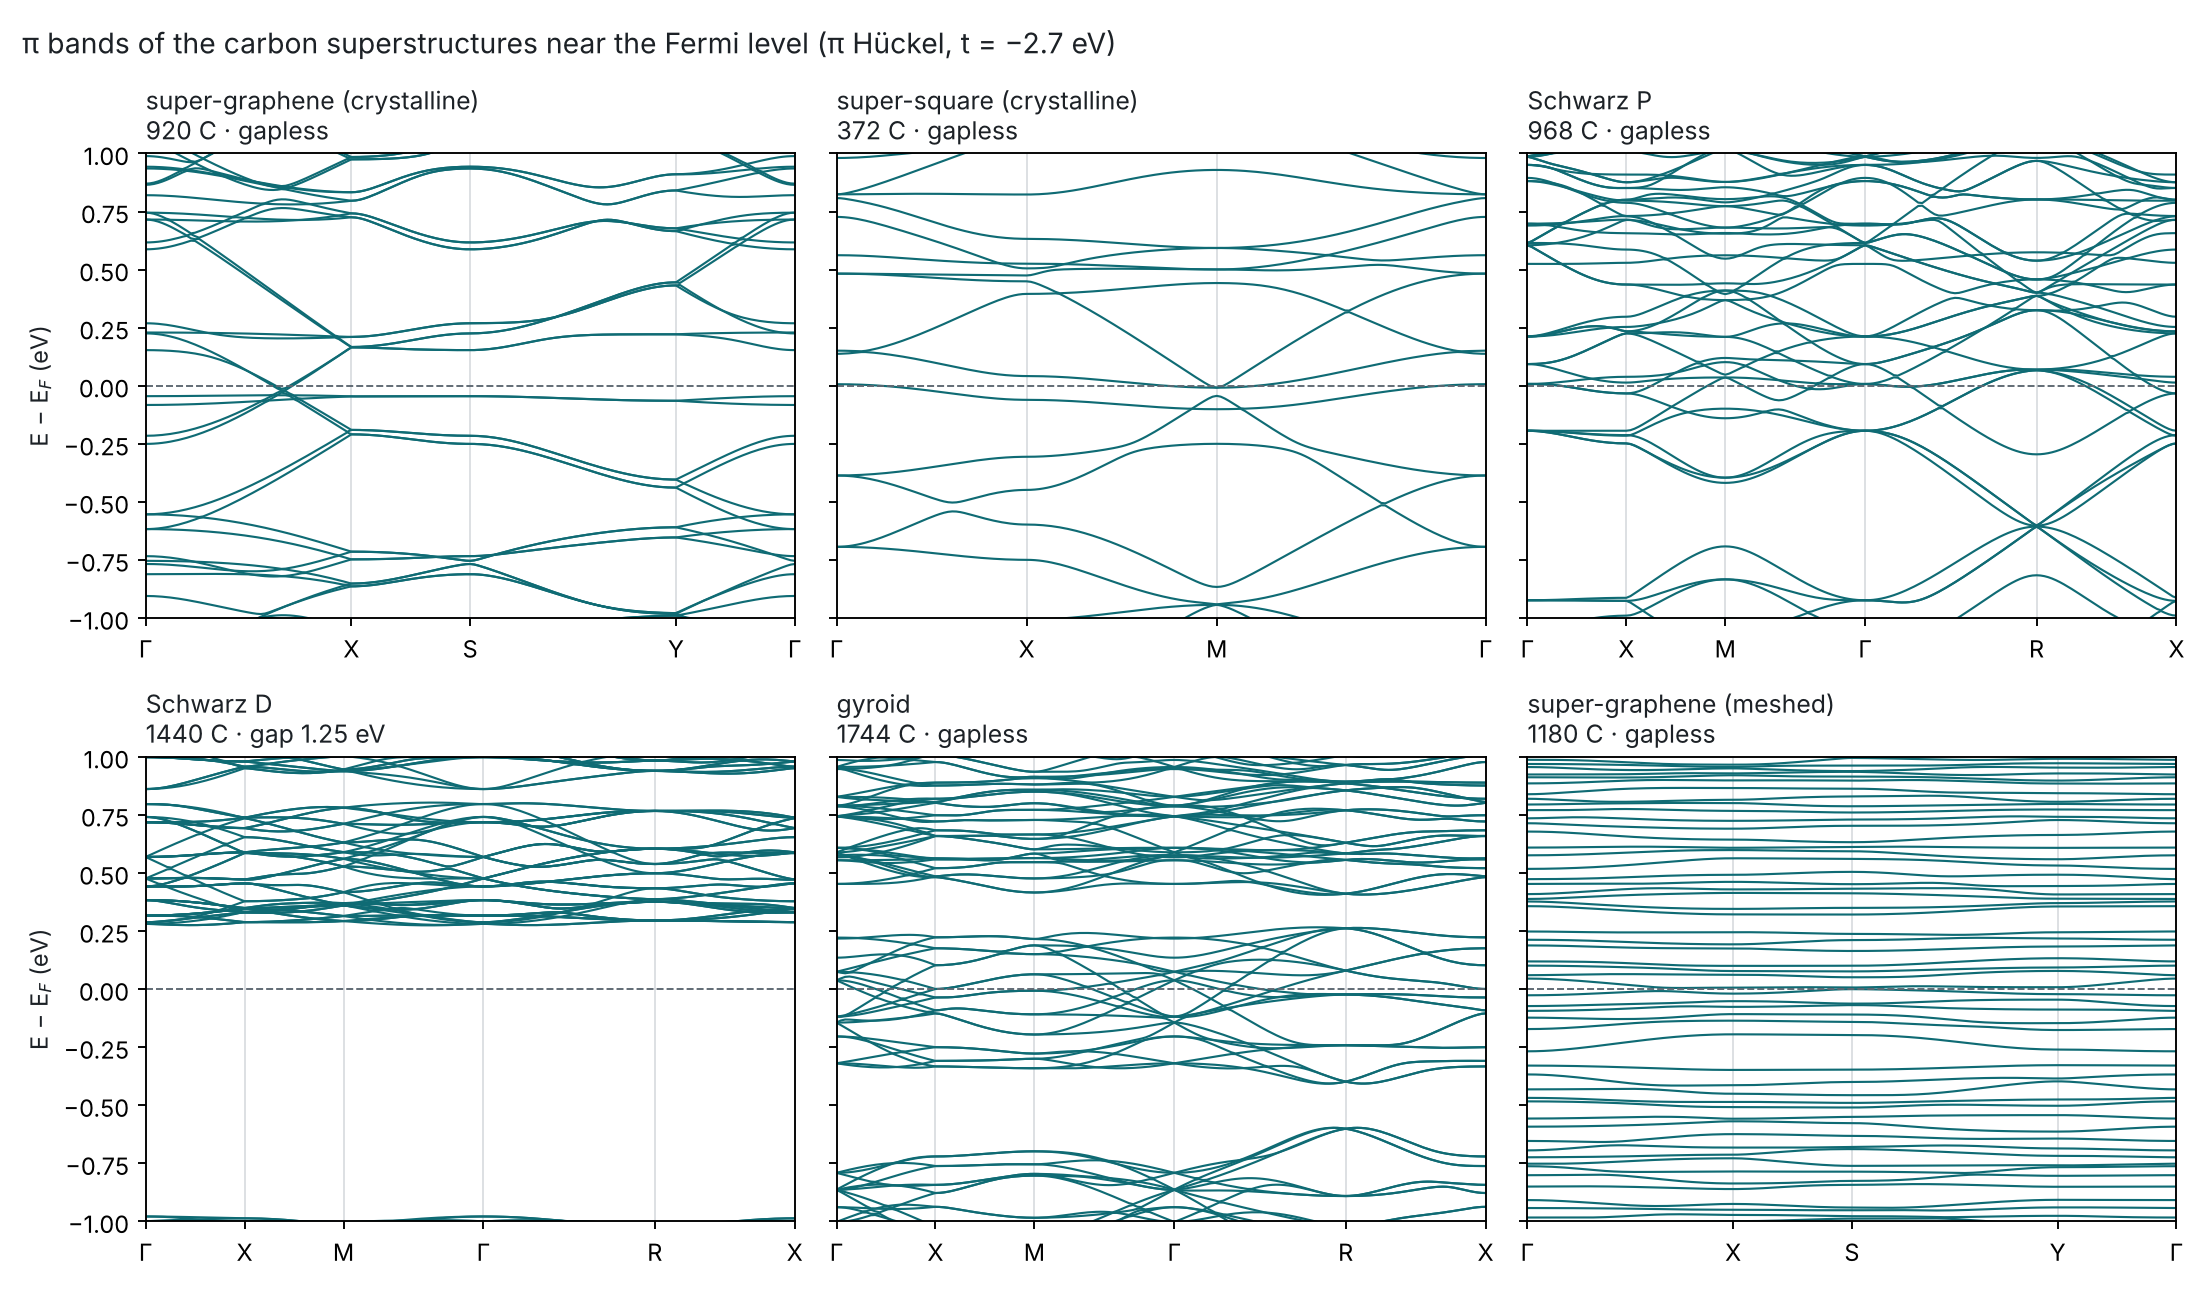 π bands of the carbon superstructures near the Fermi level (π Hückel, t = −2.7 eV)
super-graphene (crystalline)
920 C · gapless
super-square (crystalline)
372 C · gapless
Schwarz P
968 C · gapless
E − E_F (eV)
1.00
0.75
0.50
0.25
0.00
−0.25
−0.50
−0.75
−1.00
Γ X S Y Γ
Γ X M Γ
Γ X M Γ R X
Schwarz D
1440 C · gap 1.25 eV
gyroid
1744 C · gapless
super-graphene (meshed)
1180 C · gapless
E − E_F (eV)
1.00
0.75
0.50
0.25
0.00
−0.25
−0.50
−0.75
−1.00
Γ X M Γ R X
Γ X M Γ R X
Γ X S Y Γ